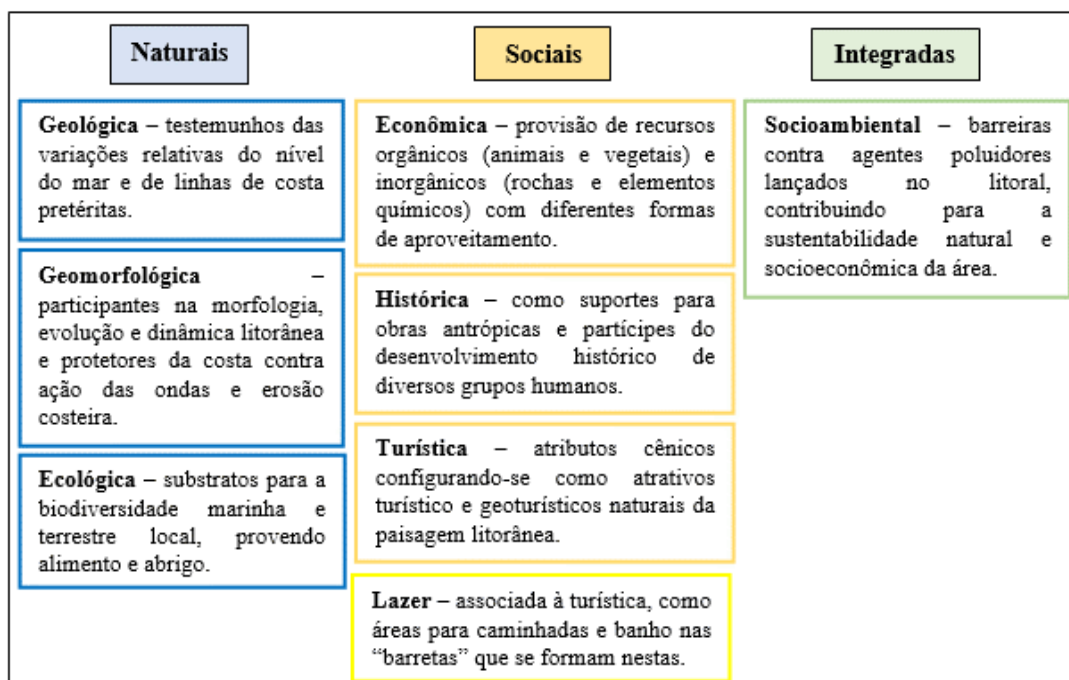 Naturais
Geológica – testemunhos das
variações relativas do nível
do mar e de linhas de costa
pretéritas.
Geomorfológica –
participantes na morfologia,
evolução e dinâmica litorânea
e protetores da costa contra
ação das ondas e erosão
costeira.
Ecológica – substratos para a
biodiversidade marinha e
terrestre local, provendo
alimento e abrigo.
Sociais
Econômica – provisão de recursos
orgânicos (animais e vegetais) e
inorgânicos (rochas e elementos
químicos) com diferentes formas
de aproveitamento.
Histórica – como suportes para
obras antrópicas e partícipes do
desenvolvimento histórico de
diversos grupos humanos.
Turística – atributos cênicos
configurando-se como atrativos
turístico e geoturísticos naturais da
paisagem litorânea.
Lazer – associada à turística, como
áreas para caminhadas e banho nas
“barretas” que se formam nestas.
Integradas
Socioambiental – barreiras
contra agentes poluidores
lançados no litoral,
contribuindo para a
sustentabilidade natural e
socioeconômica da área.